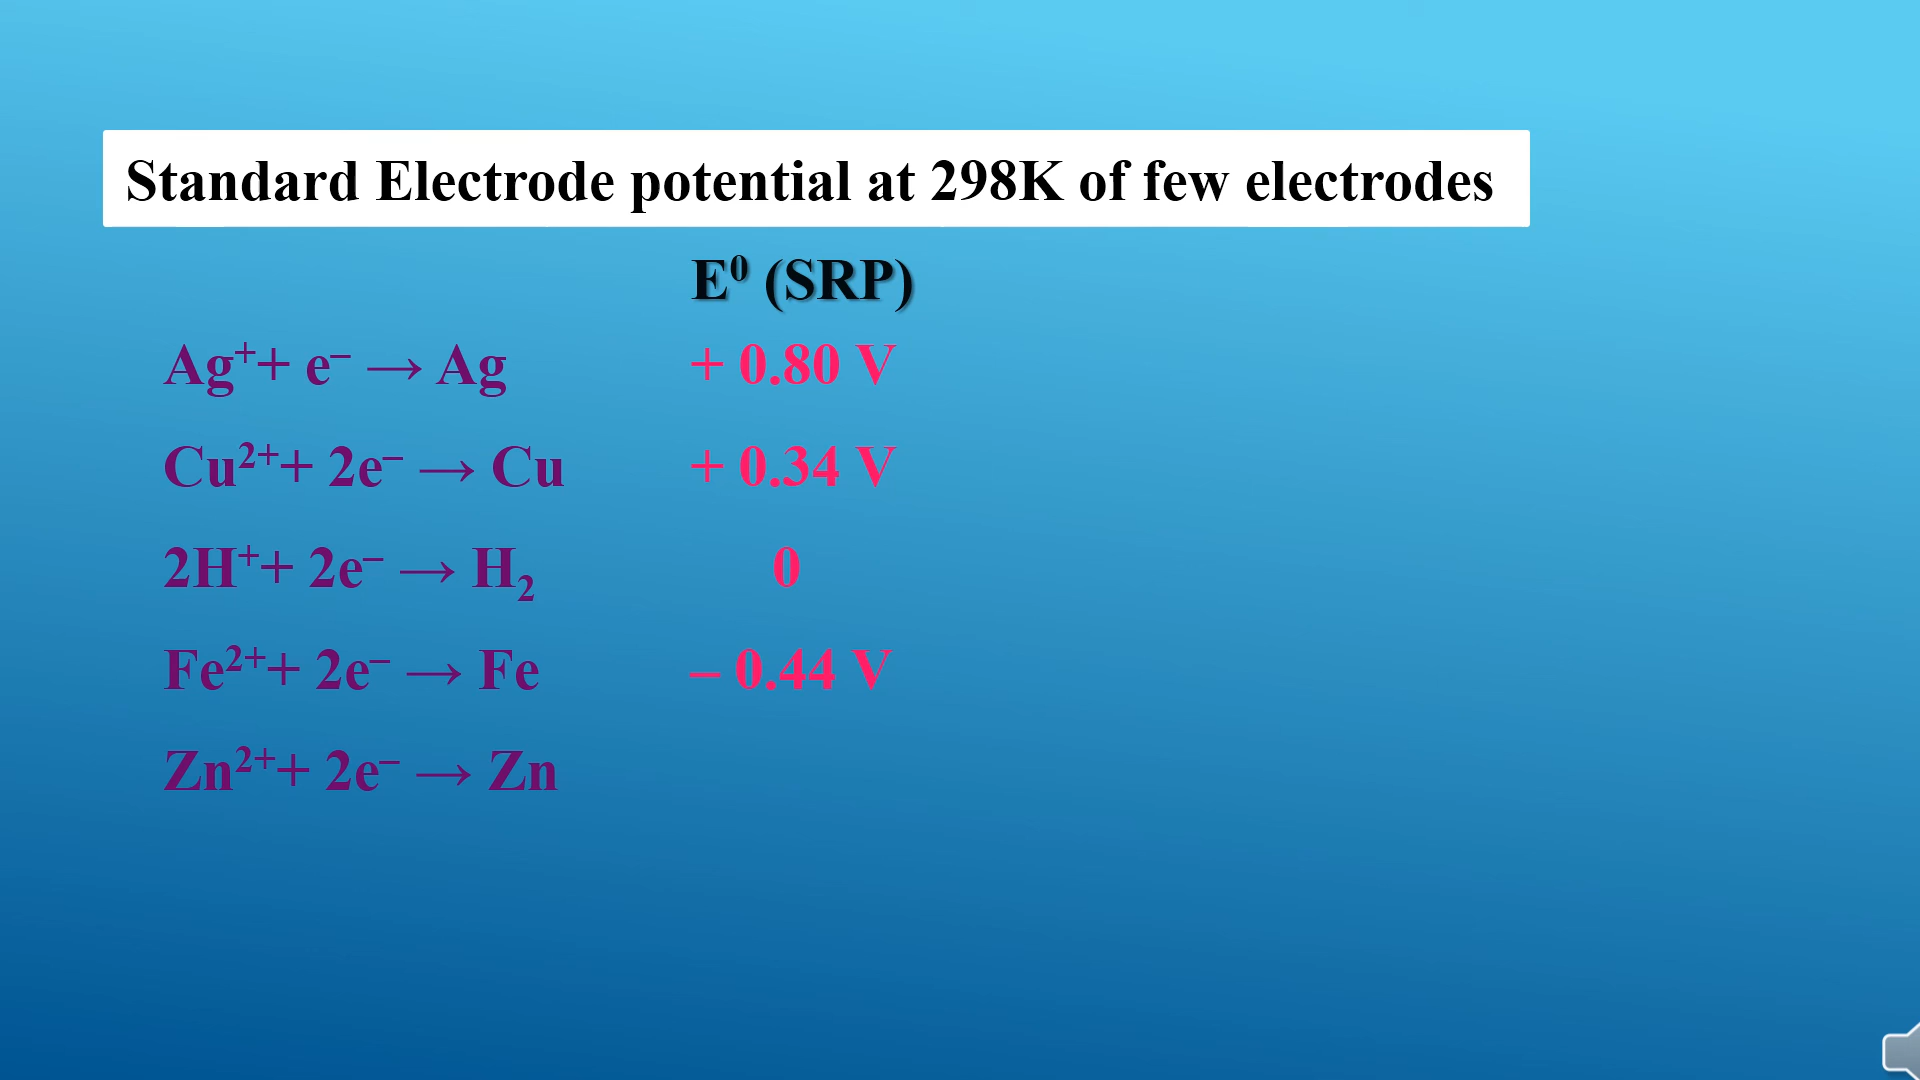 Standard Electrode potential at 298K of few electrodes
E⁰ (SRP)
Ag⁺+ e⁻ → Ag + 0.80 V
Cu²⁺+ 2e⁻ → Cu + 0.34 V
2H⁺+ 2e⁻ → H₂ 0
Fe²⁺+ 2e⁻ → Fe – 0.44 V
Zn²⁺+ 2e⁻ → Zn